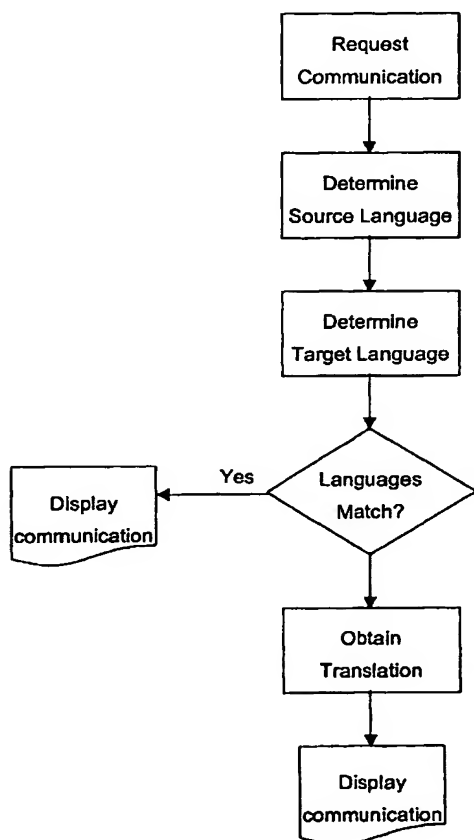 Request
Communication
Determine
Source Language
Determine
Target Language
Languages
Match?
Yes
Display
communication
Obtain
Translation
Display
communication